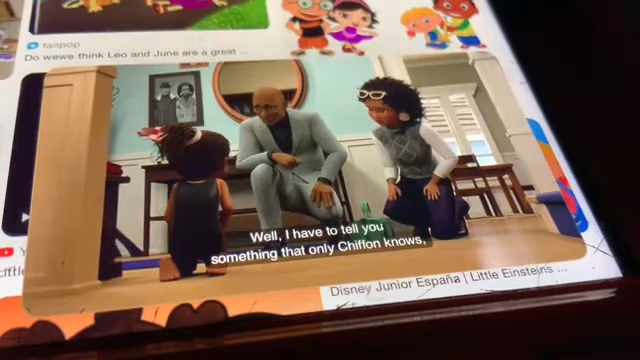 fanpop
Do wewe think Leo and June are a great ...
Well, I have to tell you
something that only Chiffon knows,
Disney Junior España | Little Einsteins ...